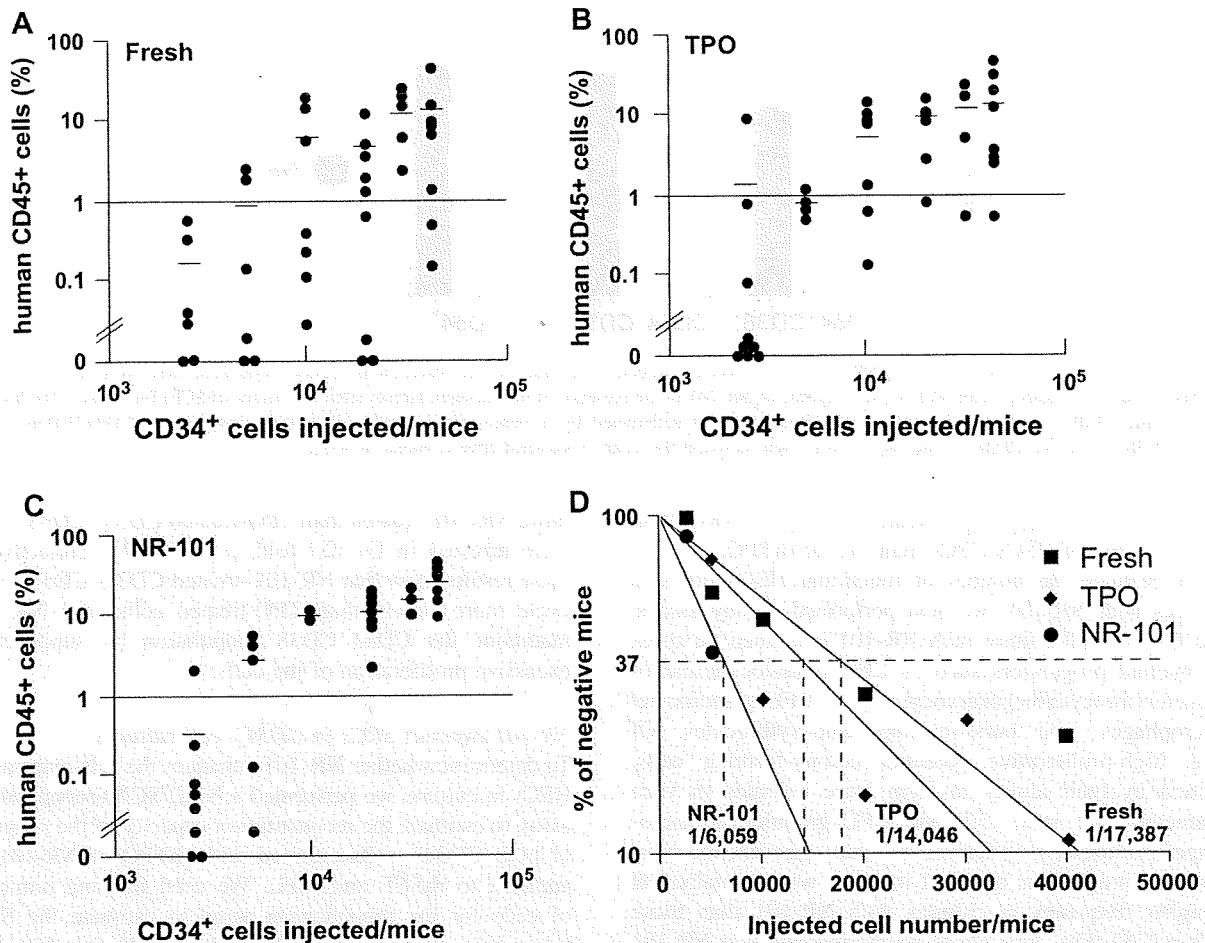 A
Fresh
100
10
1
0.1
0
human CD45+ cells (%)
10³
10⁴
10⁵
CD34⁺ cells injected/mice
B
TPO
100
10
1
0.1
0
human CD45+ cells (%)
10³
10⁴
10⁵
CD34⁺ cells injected/mice
C
NR-101
100
10
1
0.1
0
human CD45+ cells (%)
10³
10⁴
10⁵
CD34⁺ cells injected/mice
D
100
37
10
% of negative mice
Fresh
TPO
NR-101
NR-101
1/6,059
TPO
1/14,046
Fresh
1/17,387
0
10000
20000
30000
40000
50000
Injected cell number/mice